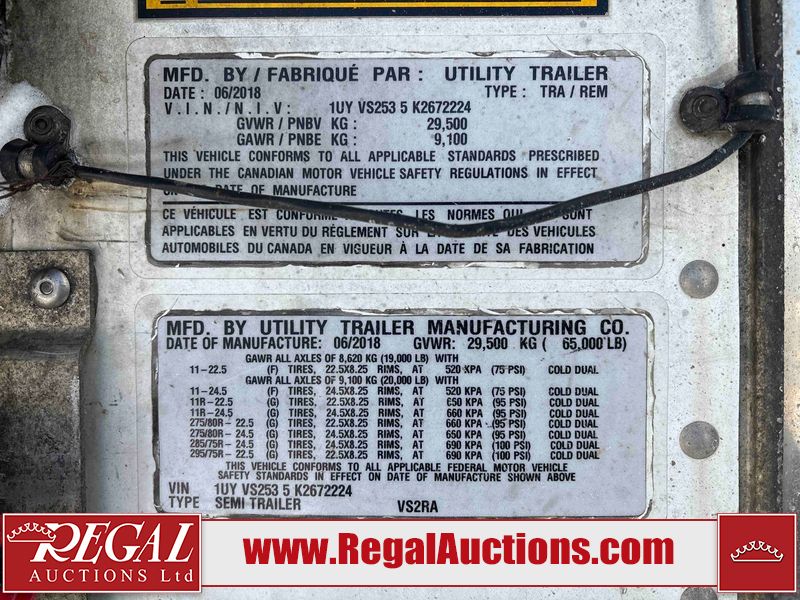 MFD. BY / FABRIQUÉ PAR : UTILITY TRAILER
DATE : 06/2018 TYPE : TRA / REM
V.I.N./N.I.V: 1UY VS253 5 K2672224
GVWR / PNBV KG : 29,500
GAWR / PNBE KG : 9,100
THIS VEHICLE CONFORMS TO ALL APPLICABLE STANDARDS PRESCRIBED
UNDER THE CANADIAN MOTOR VEHICLE SAFETY REGULATIONS IN EFFECT
DATE OF MANUFACTURE
CE VÉHICULE EST CONFORME LES NORMES SONT
APPLICABLES EN VERTU DU RÈGLEMENT SUR DES VEHICULES
AUTOMOBILES DU CANADA EN VIGUEUR À LA DATE DE SA FABRICATION
MFD. BY UTILITY TRAILER MANUFACTURING CO.
DATE OF MANUFACTURE: 06/2018 GVWR: 29,500 KG ( 65,000 LB)
GAWR ALL AXLES OF 8,620 KG (19,000 LB) WITH
11-22.5 (F) TIRES, 22.5X8.25 RIMS, AT 520 KPA (75 PSI) COLD DUAL
GAWR ALL AXLES OF 9,100 KG (20,000 LB) WITH
11-24.5 (F) TIRES, 24.5X8.25 RIMS, AT 520 KPA (75 PSI) COLD DUAL
11R-22.5 (G) TIRES, 22.5X8.25 RIMS, AT 650 KPA (95 PSI) COLD DUAL
11R-24.5 (G) TIRES, 24.5X8.25 RIMS, AT 660 KPA (95 PSI) COLD DUAL
275/80R-22.5 (G) TIRES, 22.5X8.25 RIMS, AT 660 KPA (95 PSI) COLD DUAL
275/80R-24.5 (G) TIRES, 24.5X8.25 RIMS, AT 650 KPA (95 PSI) COLD DUAL
285/75R-24.5 (G) TIRES, 24.5X8.25 RIMS, AT 690 KPA (100 PSI) COLD DUAL
295/75R-22.5 (G) TIRES, 22.5X8.25 RIMS, AT 690 KPA (100 PSI) COLD DUAL
THIS VEHICLE CONFORMS TO ALL APPLICABLE FEDERAL MOTOR VEHICLE
SAFETY STANDARDS IN EFFECT ON DATE OF MANUFACTURE SHOWN ABOVE
VIN 1UY VS253 5 K2672224
TYPE SEMI TRAILER VS2RA
REGAL
AUCTIONS Ltd
www.RegalAuctions.com